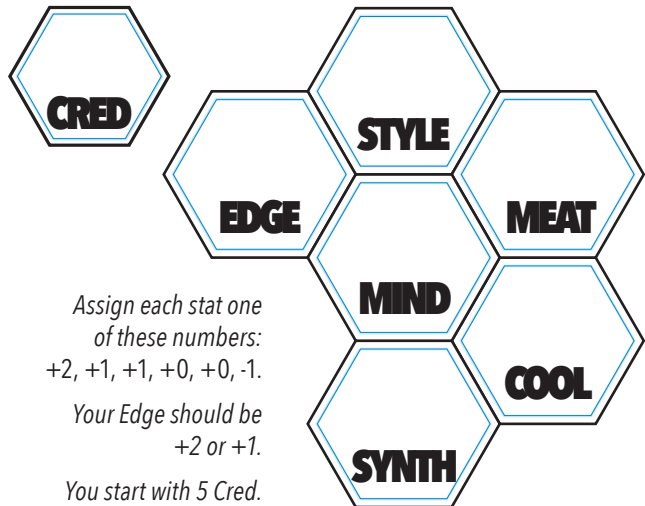 CRED
STYLE
EDGE
MEAT
MIND
COOL
SYNTH
Assign each stat one
of these numbers:
+2, +1, +1, +0, +0, -1.
Your Edge should be
+2 or +1.
You start with 5 Cred.